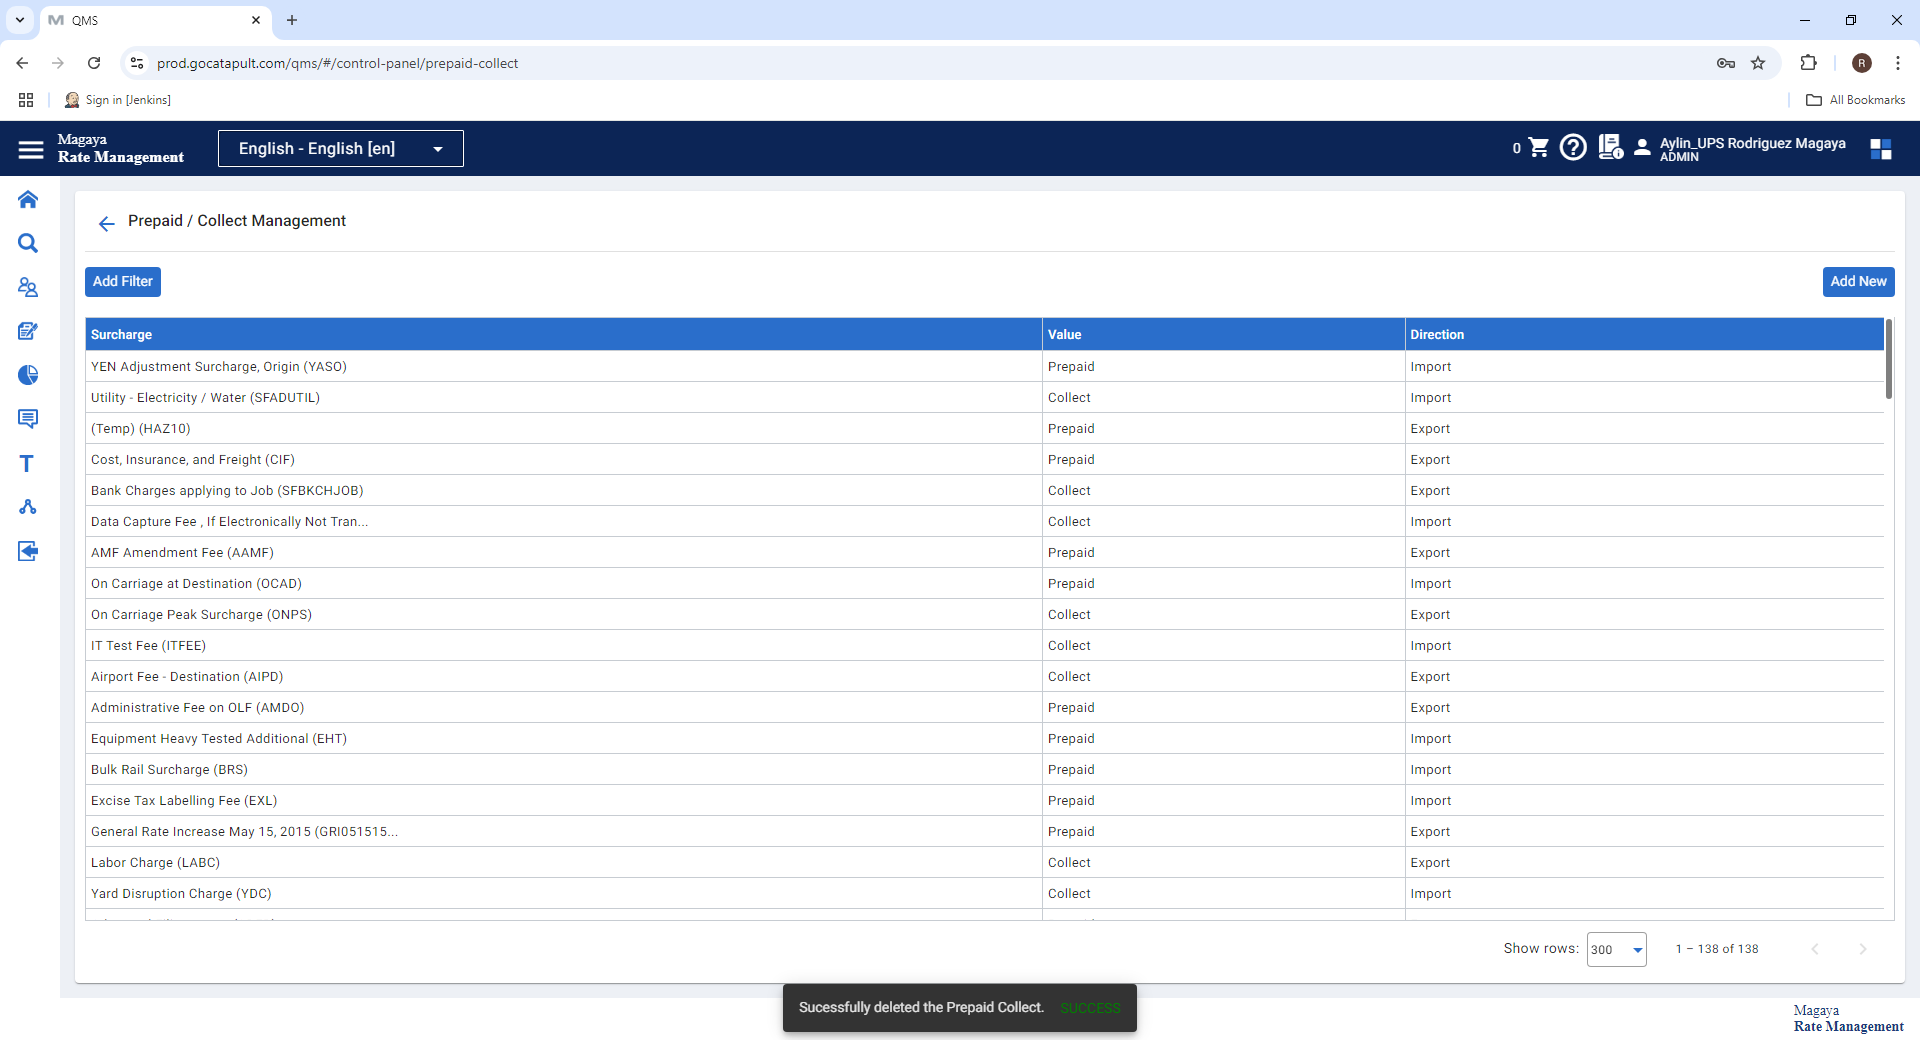 QMS
prod.gocatapult.com/qms/#/control-panel/prepaid-collect
R
Sign in [Jenkins]
All Bookmarks
Magaya
Rate Management
English - English [en]
0
Aylin_UPS Rodriguez Magaya
ADMIN
Prepaid / Collect Management
Add Filter
Add New
Surcharge Value Direction
YEN Adjustment Surcharge, Origin (YASO) Prepaid Import
Utility - Electricity / Water (SFADUTIL) Collect Import
(Temp) (HAZ10) Prepaid Export
Cost, Insurance, and Freight (CIF) Prepaid Export
Bank Charges applying to Job (SFBKCHJOB) Collect Export
Data Capture Fee , If Electronically Not Tran... Collect Import
AMF Amendment Fee (AAMF) Prepaid Export
On Carriage at Destination (OCAD) Prepaid Import
On Carriage Peak Surcharge (ONPS) Collect Export
IT Test Fee (ITFEE) Collect Import
Airport Fee - Destination (AIPD) Collect Export
Administrative Fee on OLF (AMDO) Prepaid Export
Equipment Heavy Tested Additional (EHT) Prepaid Import
Bulk Rail Surcharge (BRS) Prepaid Import
Excise Tax Labelling Fee (EXL) Prepaid Import
General Rate Increase May 15, 2015 (GRI051515... Prepaid Export
Labor Charge (LABC) Collect Export
Yard Disruption Charge (YDC) Collect Import
Show rows: 300 1 – 138 of 138
Sucessfully deleted the Prepaid Collect. SUCCESS
Magaya
Rate Management